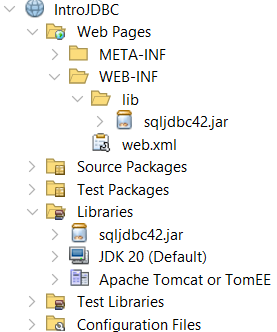 IntroJDBC
Web Pages
META-INF
WEB-INF
lib
sqljdbc42.jar
web.xml
Source Packages
Test Packages
Libraries
sqljdbc42.jar
JDK 20 (Default)
Apache Tomcat or TomEE
Test Libraries
Configuration Files